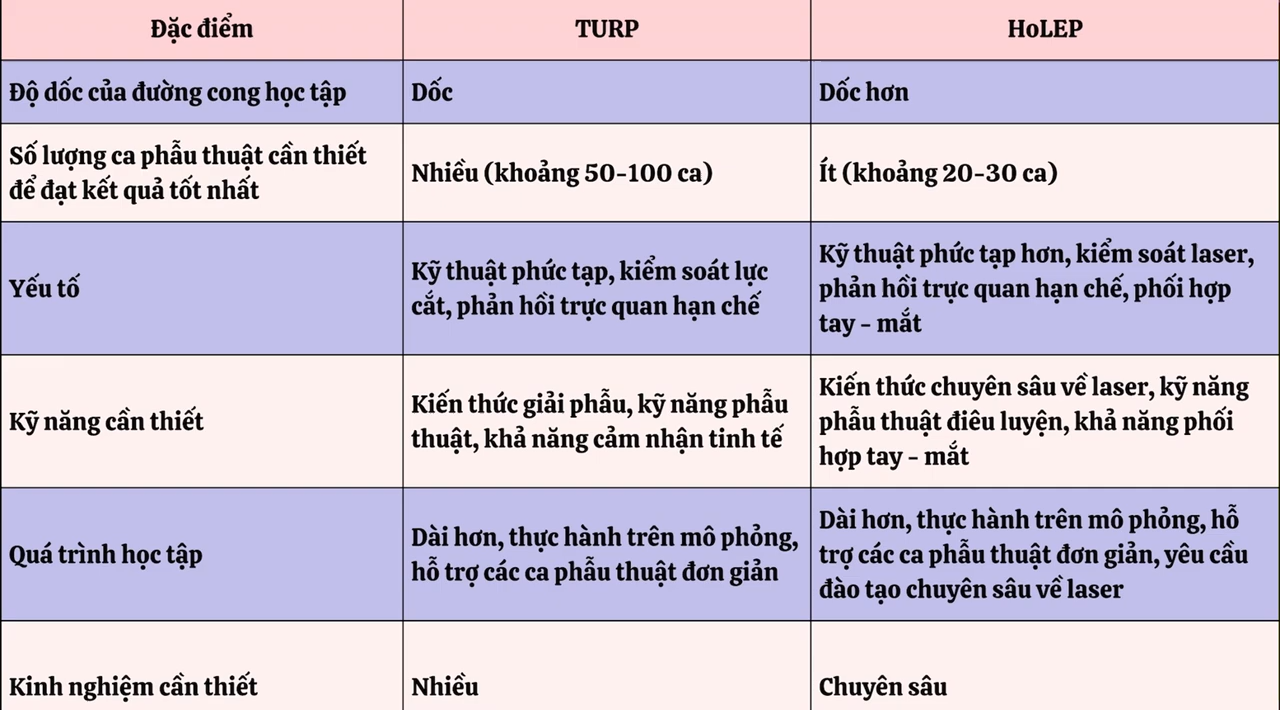 Đặc điểm
TURP
HoLEP
Độ dốc của đường cong học tập
Dốc
Dốc hơn
Số lượng ca phẫu thuật cần thiết
để đạt kết quả tốt nhất
Nhiều (khoảng 50-100 ca)
Ít (khoảng 20-30 ca)
Yếu tố
Kỹ thuật phức tạp, kiểm soát lực
cắt, phản hồi trực quan hạn chế
Kỹ thuật phức tạp hơn, kiểm soát laser,
phản hồi trực quan hạn chế, phối hợp
tay - mắt
Kỹ năng cần thiết
Kiến thức giải phẫu, kỹ năng phẫu
thuật, khả năng cảm nhận tinh tế
Kiến thức chuyên sâu về laser, kỹ năng
phẫu thuật điêu luyện, khả năng phối
hợp tay - mắt
Quá trình học tập
Dài hơn, thực hành trên mô phỏng,
hỗ trợ các ca phẫu thuật đơn giản
Dài hơn, thực hành trên mô phỏng, hỗ
trợ các ca phẫu thuật đơn giản, yêu cầu
đào tạo chuyên sâu về laser
Kinh nghiệm cần thiết
Nhiều
Chuyên sâu